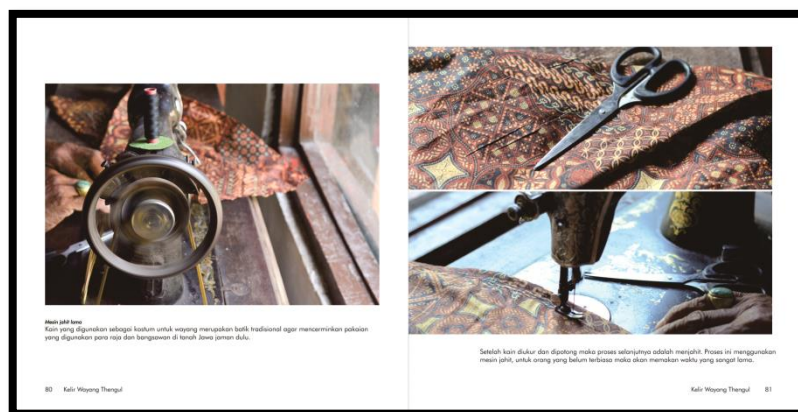 Mesin jahit lama
Kain yang digunakan sebagai kostum untuk wayang merupakan batik tradisional agar mencerminkan pakaian
yang digunakan para raja dan bangsawan di tanah Jawa jaman dulu.
80 Kelir Wayang Thengul
Setelah kain diukur dan dipotong maka proses selanjutnya adalah menjahit. Proses ini menggunakan
mesin jahit, untuk orang yang belum terbiasa maka akan memakan waktu yang sangat lama.
Kelir Wayang Thengul 81